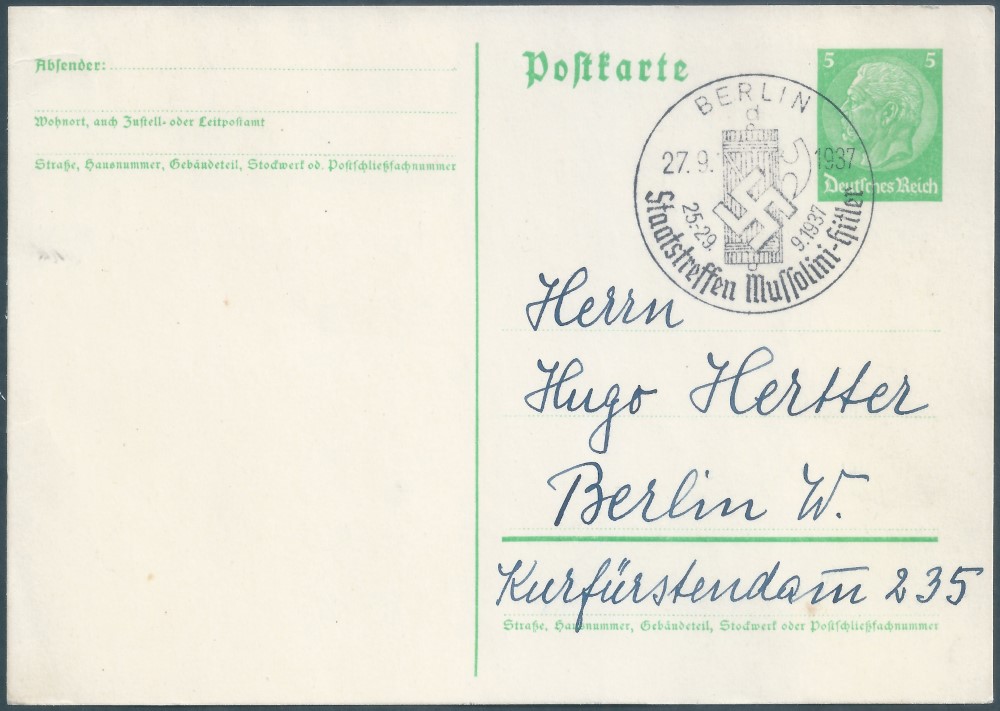 Absender:
Wohnort, auch Zustell- oder Leitpostamt
Straße, Hausnummer, Gebäudeteil, Stockwerk od. Postschließfachnummer
Postkarte
5 5
Deutsches Reich
BERLIN
27.9. 1937
25.-29. 9.1937
Staatstreffen Mussolini-Hitler
Herrn
Hugo Hertter
Berlin W.
Kurfürstendam̅ 235
Straße, Hausnummer, Gebäudeteil, Stockwerk oder Postschließfachnummer